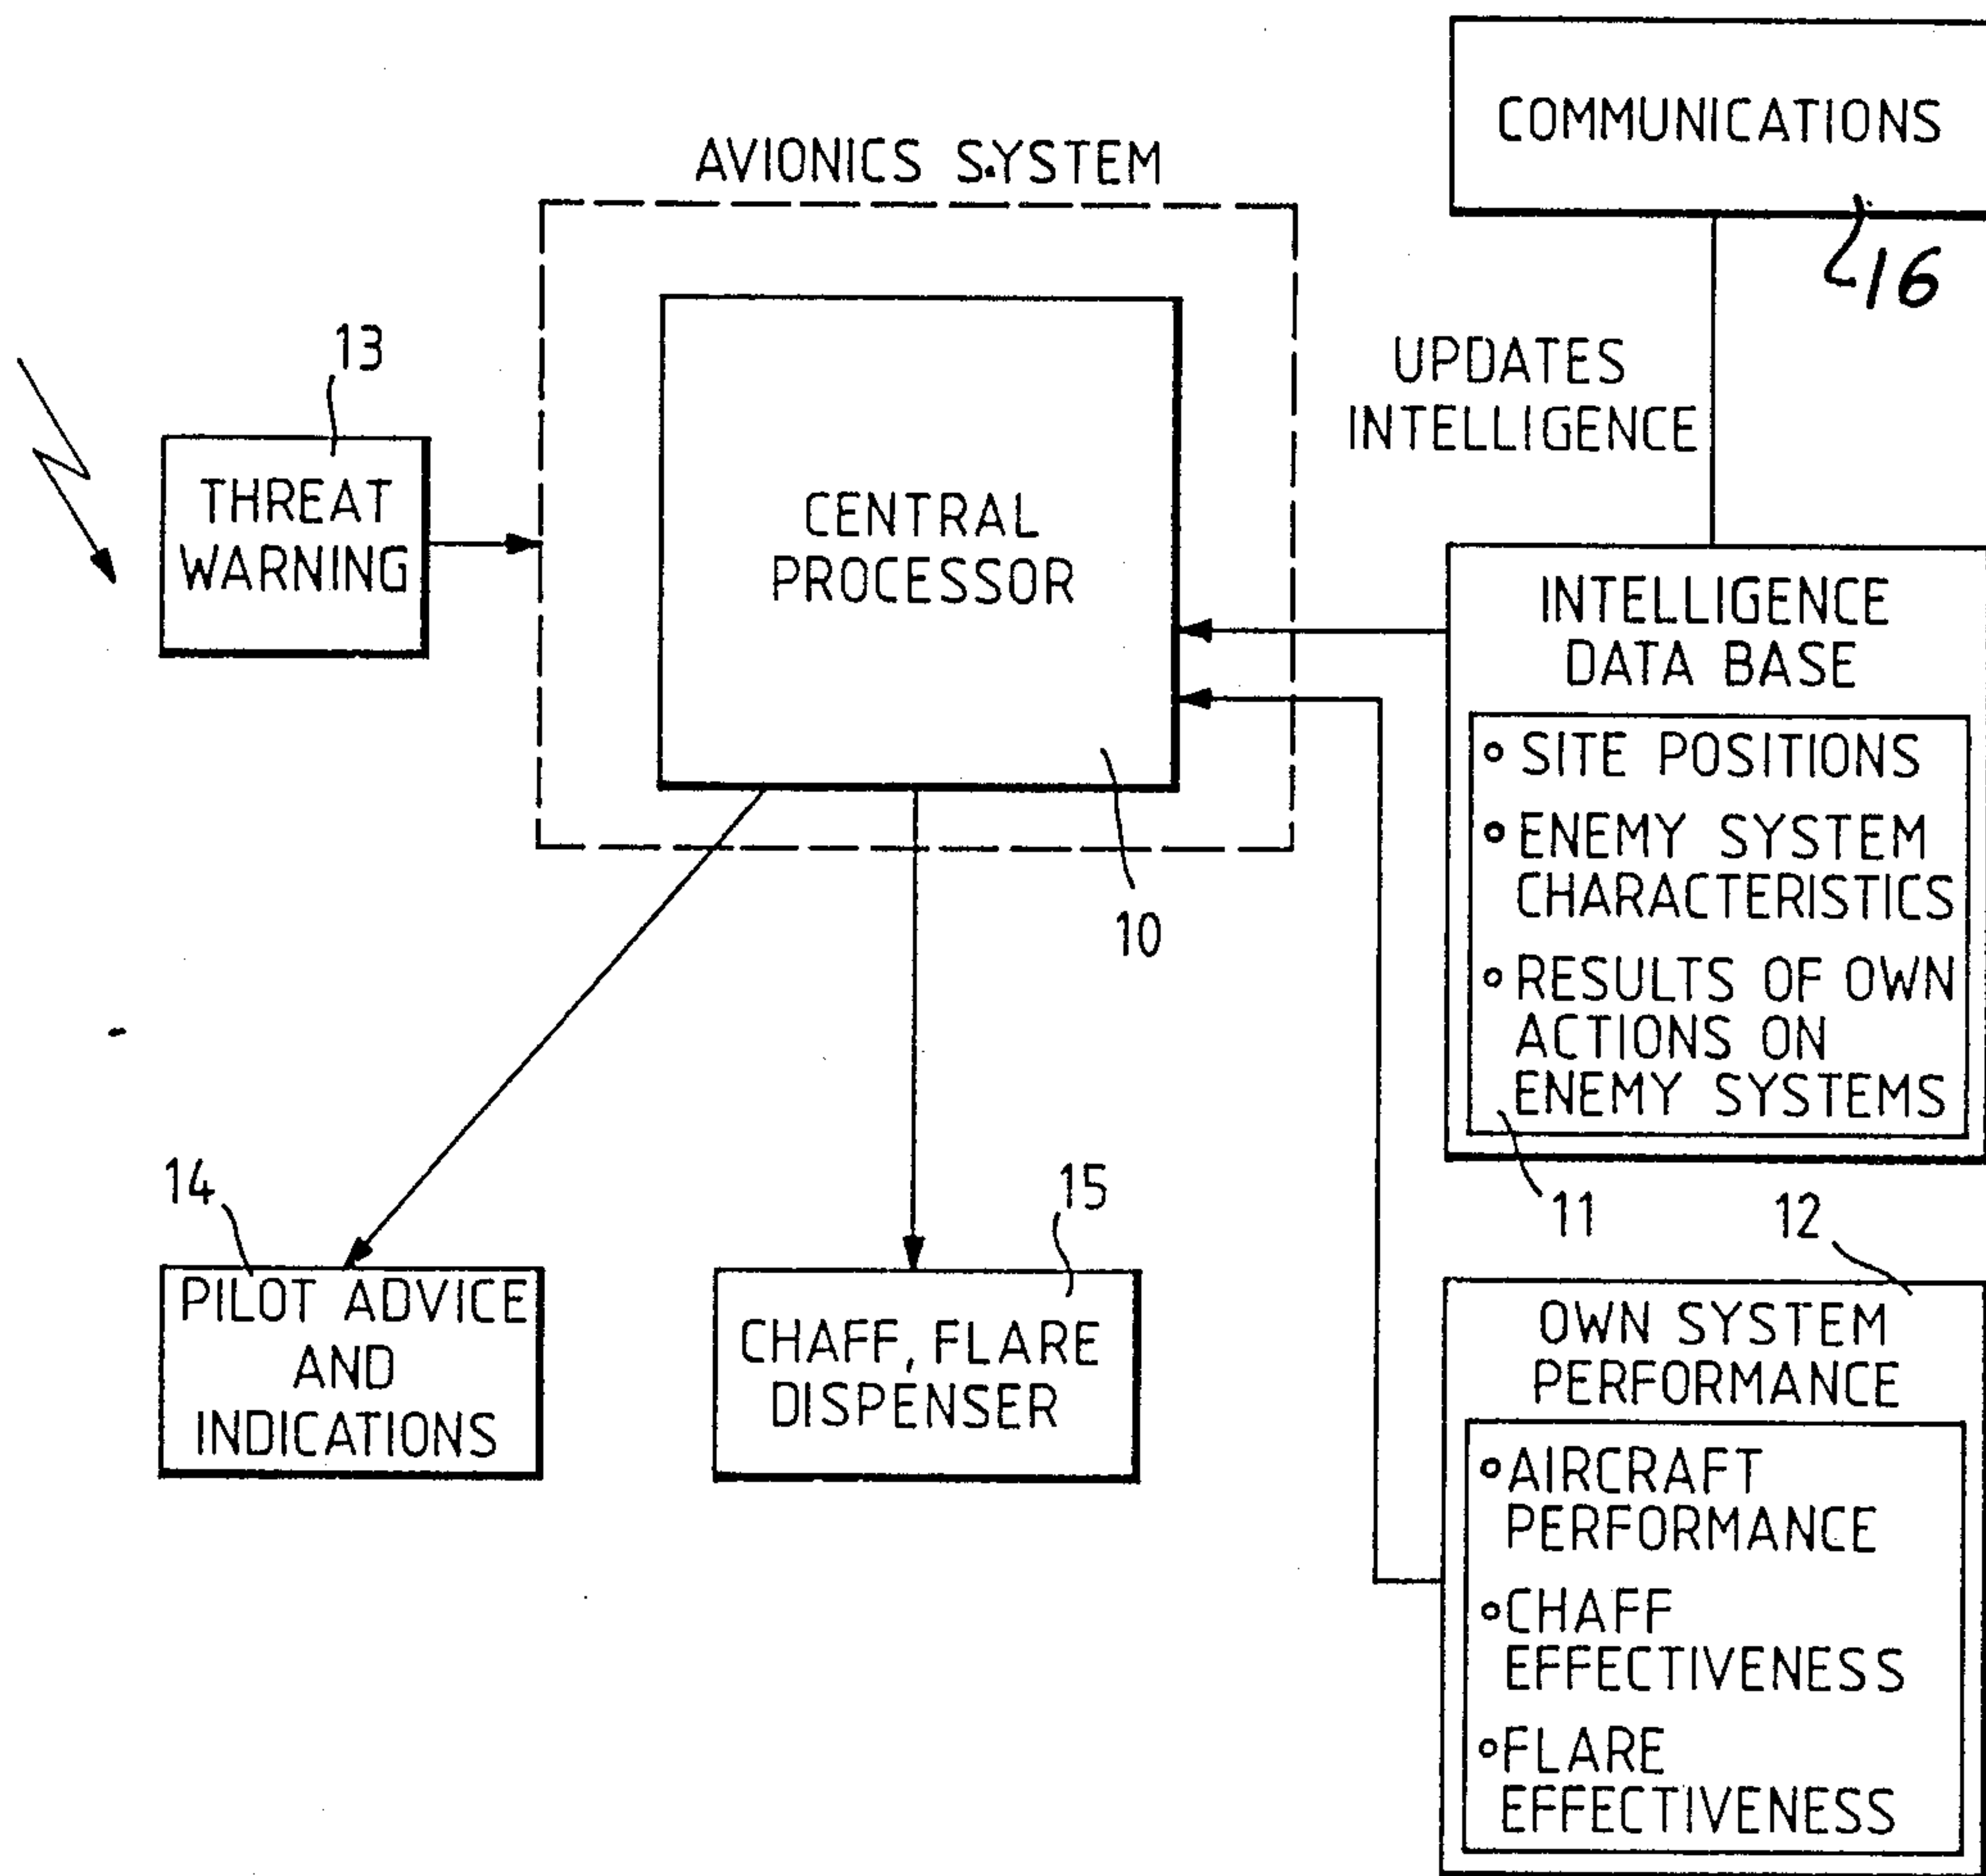 COMMUNICATIONS
16
AVIONICS SYSTEM
UPDATES
INTELLIGENCE
13
THREAT
WARNING
CENTRAL
PROCESSOR
10
INTELLIGENCE
DATA BASE
SITE POSITIONS
ENEMY SYSTEM
CHARACTERISTICS
RESULTS OF OWN
ACTIONS ON
ENEMY SYSTEMS
11
14
PILOT ADVICE
AND
INDICATIONS
15
CHAFF, FLARE
DISPENSER
12
OWN SYSTEM
PERFORMANCE
AIRCRAFT
PERFORMANCE
CHAFF
EFFECTIVENESS
FLARE
EFFECTIVENESS